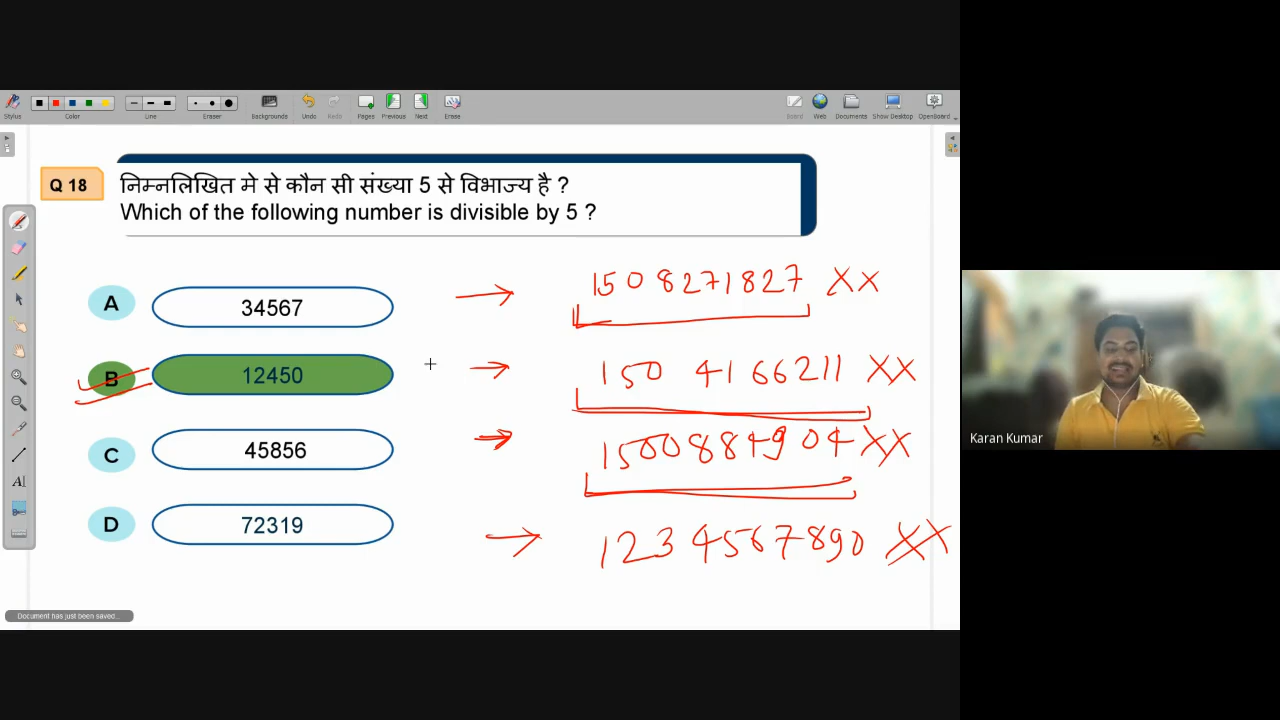 Stylus
Color
Line
Eraser
Backgrounds
Undo
Redo
Pages
Previous
Next
Erase
Board
Web
Documents
Show Desktop
OpenBoard
Q 18
निम्नलिखित मे से कौन सी संख्या 5 से विभाज्य है ?
Which of the following number is divisible by 5 ?
A 34567 → 1508271827 XX
B 12450 → 150 4166211 XX
C 45856 → 1500884904 XX
D 72319 → 1234567890 XX
Karan Kumar
Document has just been saved...